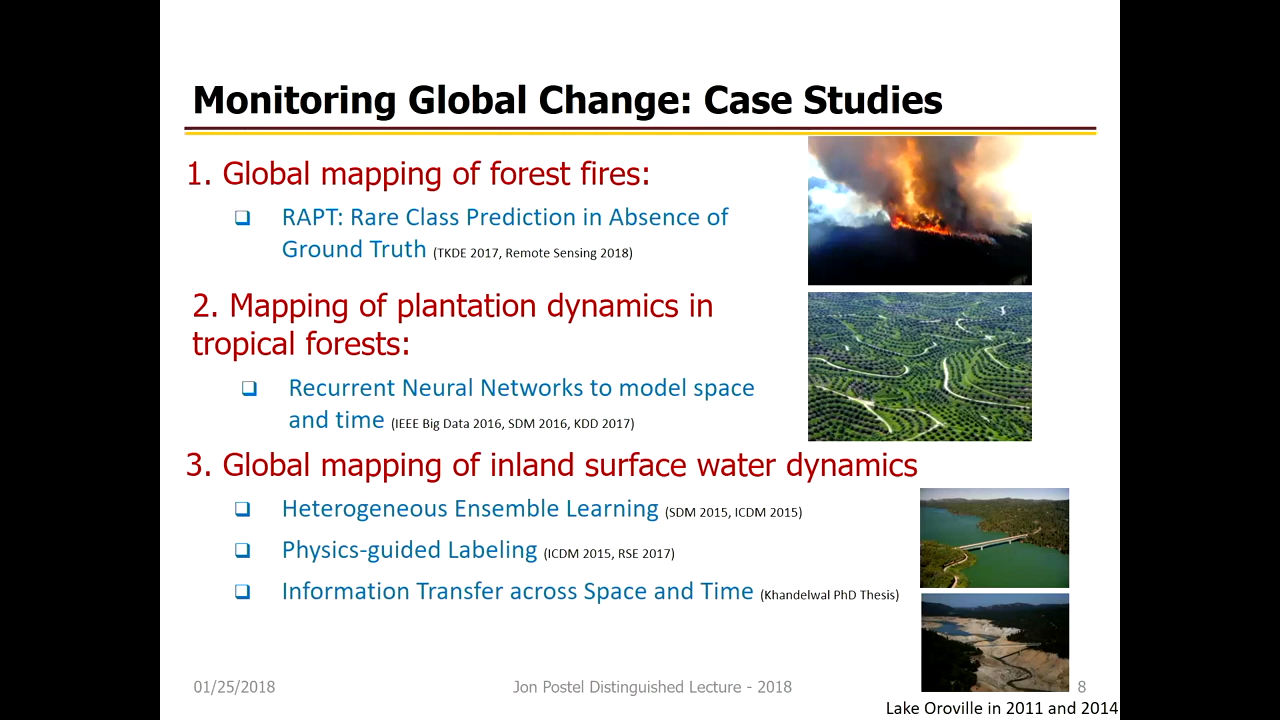 Monitoring Global Change: Case Studies
1. Global mapping of forest fires:
❑ RAPT: Rare Class Prediction in Absence of
Ground Truth (TKDE 2017, Remote Sensing 2018)
2. Mapping of plantation dynamics in
tropical forests:
❑ Recurrent Neural Networks to model space
and time (IEEE Big Data 2016, SDM 2016, KDD 2017)
3. Global mapping of inland surface water dynamics
❑ Heterogeneous Ensemble Learning (SDM 2015, ICDM 2015)
❑ Physics-guided Labeling (ICDM 2015, RSE 2017)
❑ Information Transfer across Space and Time (Khandelwal PhD Thesis)
01/25/2018 Jon Postel Distinguished Lecture - 2018 8
Lake Oroville in 2011 and 2014